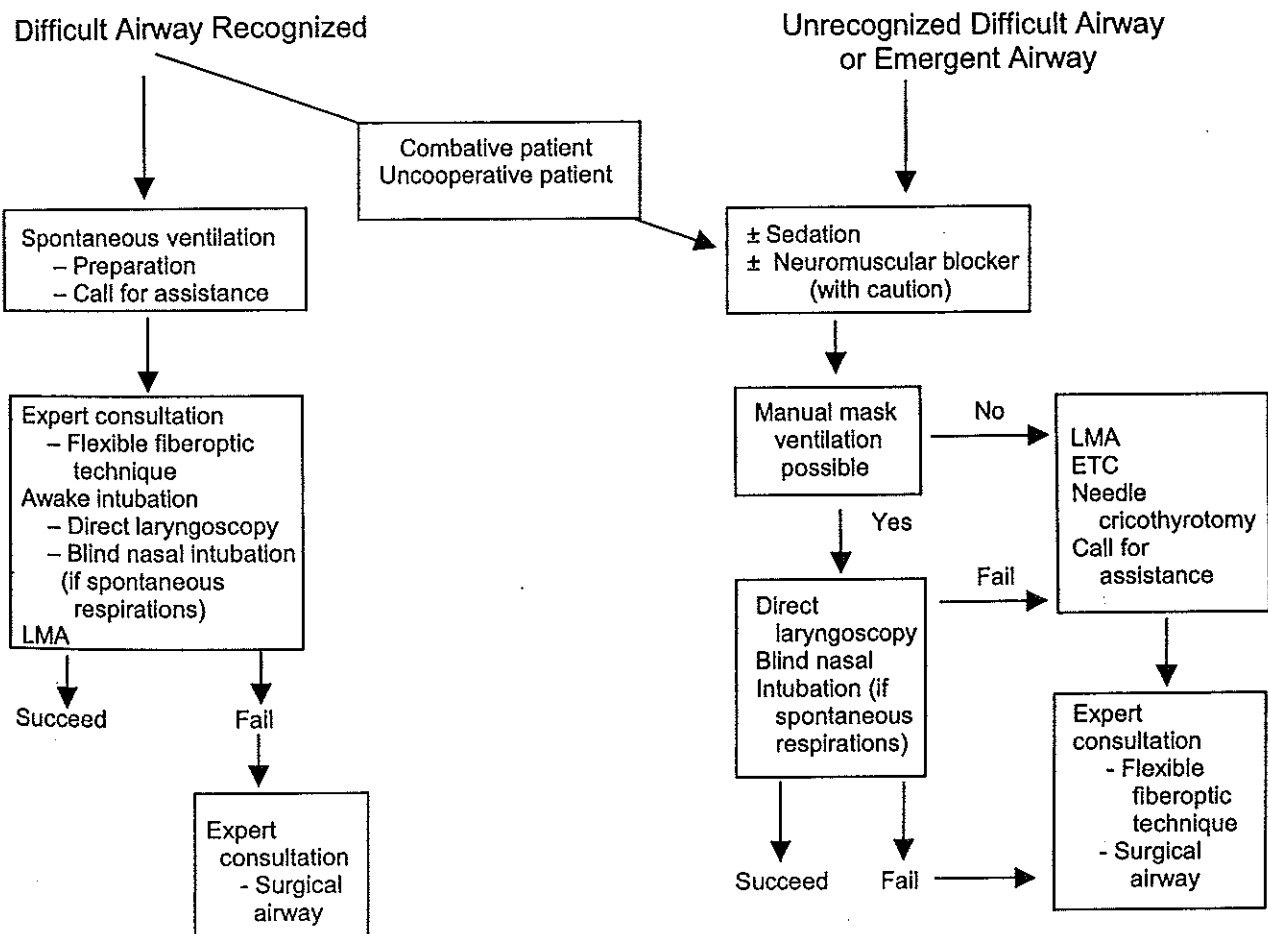 Difficult Airway Recognized
Unrecognized Difficult Airway
or Emergent Airway
Combative patient
Uncooperative patient
Spontaneous ventilation
– Preparation
– Call for assistance
± Sedation
± Neuromuscular blocker
(with caution)
Expert consultation
– Flexible fiberoptic
technique
Awake intubation
– Direct laryngoscopy
– Blind nasal intubation
(if spontaneous
respirations)
LMA
Succeed
Fail
Expert
consultation
- Surgical
airway
Manual mask
ventilation
possible
No
Yes
LMA
ETC
Needle
cricothyrotomy
Call for
assistance
Direct
laryngoscopy
Blind nasal
Intubation (if
spontaneous
respirations)
Fail
Succeed
Fail
Expert
consultation
- Flexible
fiberoptic
technique
- Surgical
airway